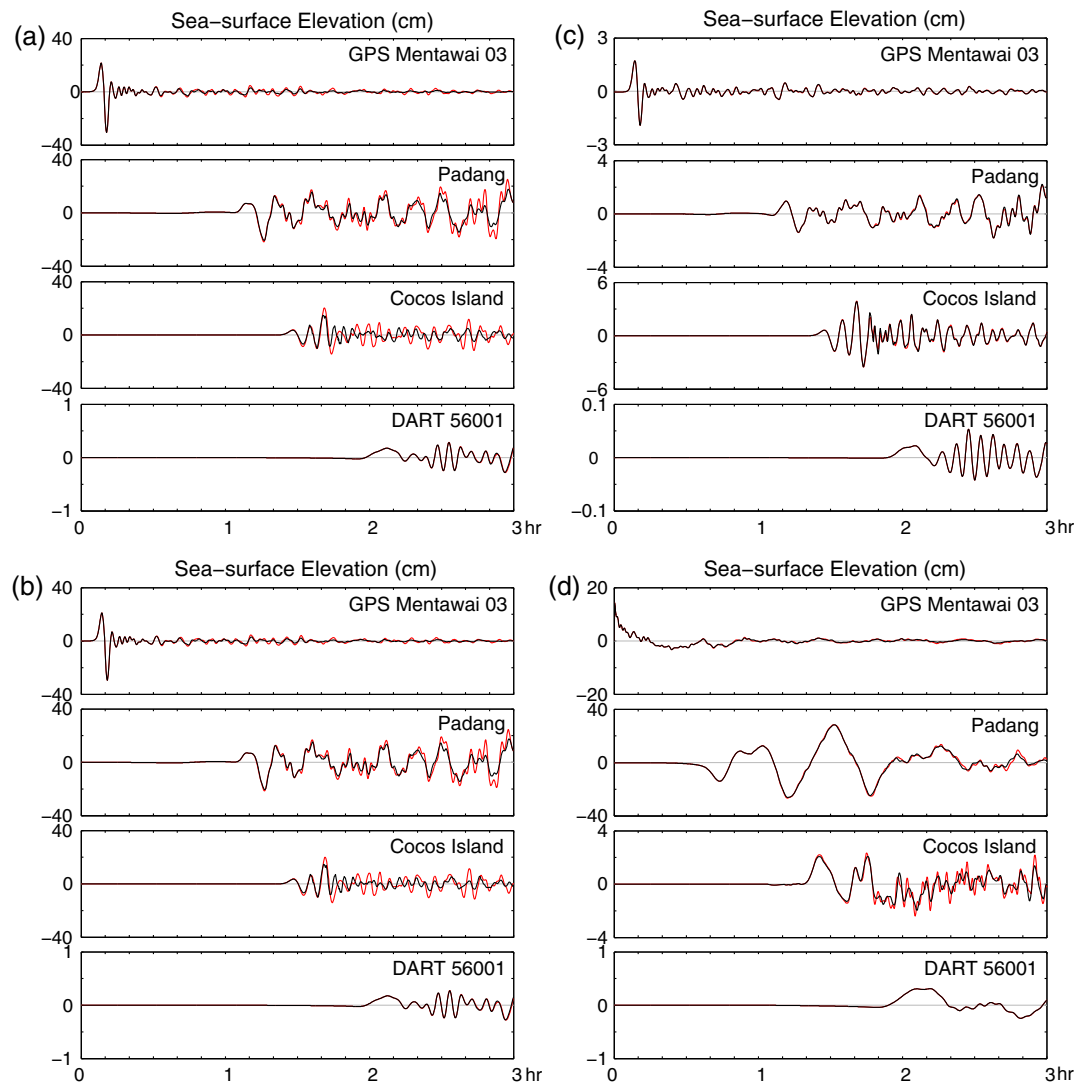 (a)
Sea−surface Elevation (cm)
40
GPS Mentawai 03
0
−40
40
Padang
0
−40
40
Cocos Island
0
−40
1
DART 56001
0
−1
0 1 2 3 hr
(c)
Sea−surface Elevation (cm)
3
GPS Mentawai 03
0
−3
4
Padang
0
−4
6
Cocos Island
0
−6
0.1
DART 56001
0
−0.1
0 1 2 3 hr
(b)
Sea−surface Elevation (cm)
40
GPS Mentawai 03
0
−40
40
Padang
0
−40
40
Cocos Island
0
−40
1
DART 56001
0
−1
0 1 2 3 hr
(d)
Sea−surface Elevation (cm)
20
GPS Mentawai 03
0
−20
40
Padang
0
−40
4
Cocos Island
0
−4
1
DART 56001
0
−1
0 1 2 3 hr